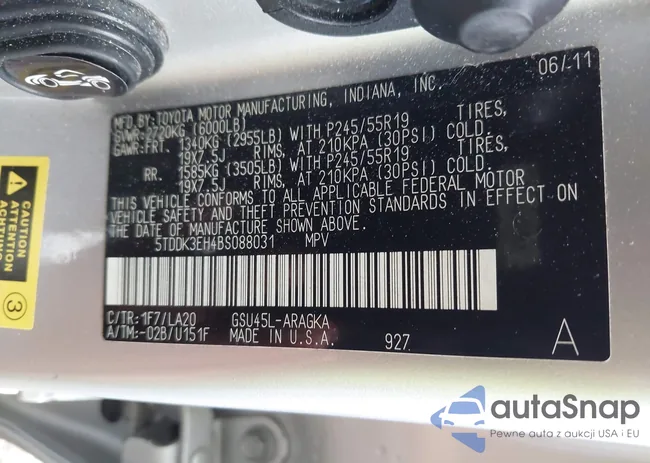 MFD.BY:TOYOTA MOTOR MANUFACTURING, INDIANA, INC. 06/11
GVWR:2720KG (6000LB)
GAWR:FRT. 1340KG (2955LB) WITH P245/55R19 TIRES,
19X7.5J RIMS, AT 210KPA (30PSI) COLD.
RR. 1585KG (3505LB) WITH P245/55R19 TIRES,
19X7.5J RIMS, AT 210KPA (30PSI) COLD.
THIS VEHICLE CONFORMS TO ALL APPLICABLE FEDERAL MOTOR
VEHICLE SAFETY AND THEFT PREVENTION STANDARDS IN EFFECT ON
THE DATE OF MANUFACTURE SHOWN ABOVE.
5TDDK3EH4BS088031 MPV
C/TR:1F7/LA20 GSU45L-ARAGKA
A/TM:-02B/U151F MADE IN U.S.A. 927 A
CAUTION
ACHTUNG
ATTENTION
3
autaSnap
Pewne auta z aukcji USA i EU